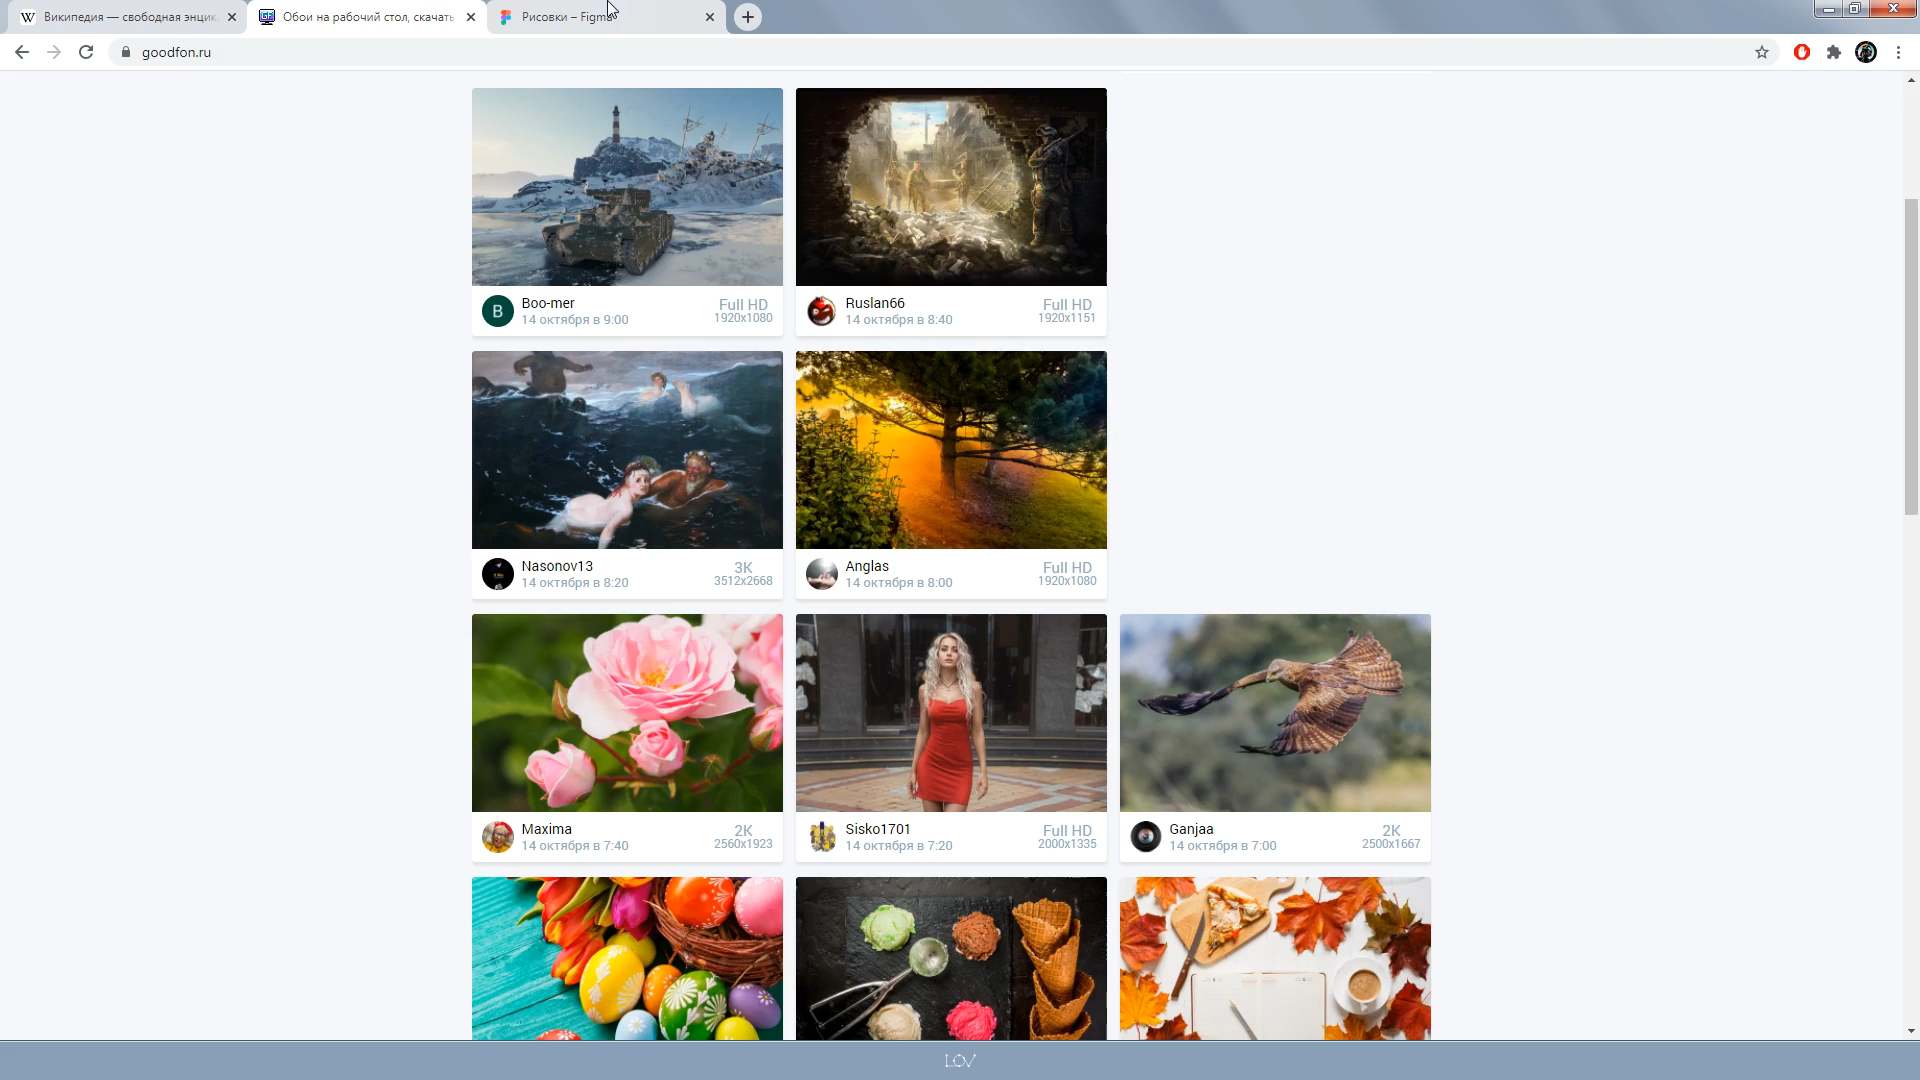 Википедия — свободная энцик
Обои на рабочий стол, скачать
Рисовки – Figma
goodfon.ru
Boo-mer
Full HD
14 октября в 9:00
1920x1080
Ruslan66
Full HD
14 октября в 8:40
1920x1151
Nasonov13
3K
14 октября в 8:20
3512x2668
Anglas
Full HD
14 октября в 8:00
1920x1080
Maxima
2K
14 октября в 7:40
2560x1923
Sisko1701
Full HD
14 октября в 7:20
2000x1335
Ganjaa
2K
14 октября в 7:00
2500x1667
LOV